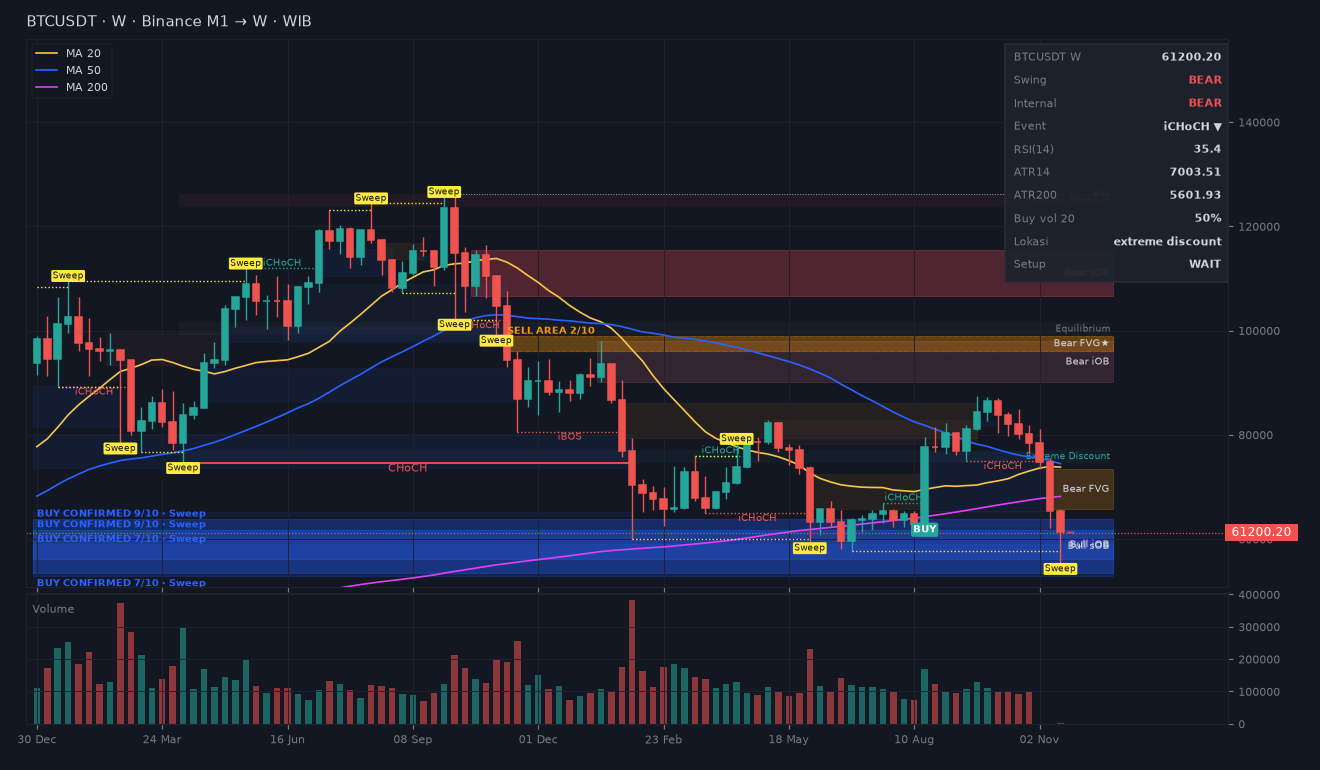 BTCUSDT · W · Binance M1 → W · WIB
MA 20
MA 50
MA 200
BTCUSDT W 61200.20
Swing BEAR
Internal BEAR
Event iCHoCH ▼
RSI(14) 35.4
ATR14 7003.51
ATR200 5601.93
Buy vol 20 50%
Lokasi extreme discount
Setup WAIT
140000
120000
100000
80000
61200.20
Sweep
Sweep
Sweep
Sweep
CHoCH
Sweep
HoCH
Sweep
SELL AREA 2/10
Equilibrium
Bear FVG★
Bear iOB
iCHoCH
iBOS
Sweep
Sweep
CHoCH
Sweep
iCHoCH
iCHoCH
Extreme Discount
iCHoCH
Bear FVG
iCHoCH
BUY
Sweep
Sweep
BUY CONFIRMED 9/10 · Sweep
BUY CONFIRMED 9/10 · Sweep
BUY CONFIRMED 7/10 · Sweep
BUY CONFIRMED 7/10 · Sweep
Volume
400000
300000
200000
100000
0
30 Dec
24 Mar
16 Jun
08 Sep
01 Dec
23 Feb
18 May
10 Aug
02 Nov